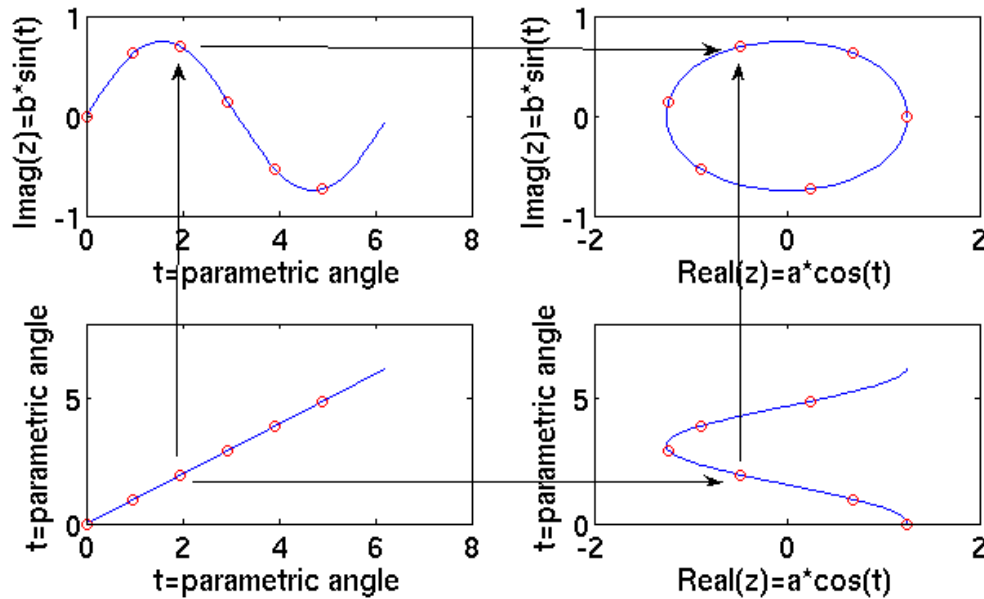 Imag(z)=b*sin(t)
1
0
-1
0 2 4 6 8
t=parametric angle
Imag(z)=b*sin(t)
1
0
-1
-2 0 2
Real(z)=a*cos(t)
t=parametric angle
5
0
0 2 4 6 8
t=parametric angle
t=parametric angle
5
0
-2 0 2
Real(z)=a*cos(t)